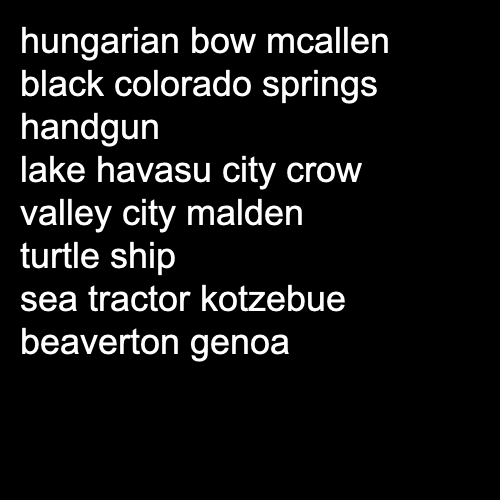 hungarian bow mcallen
black colorado springs
handgun
lake havasu city crow
valley city malden
turtle ship
sea tractor kotzebue
beaverton genoa